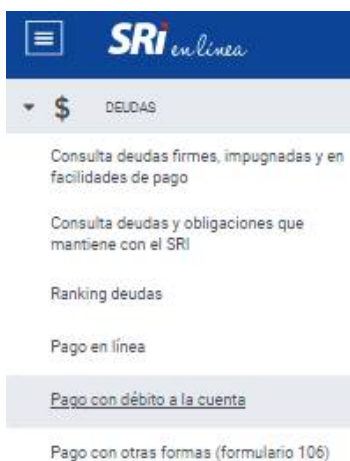 SRi en línea
$ DEUDAS
Consulta deudas firmes, impugnadas y en
facilidades de pago
Consulta deudas y obligaciones que
mantiene con el SRI
Ranking deudas
Pago en línea
Pago con débito a la cuenta
Pago con otras formas (formulario 106)